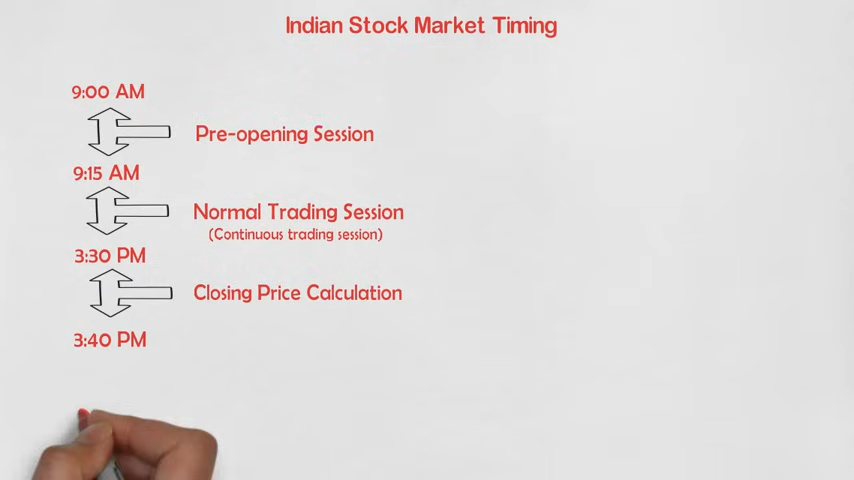 Indian Stock Market Timing
9:00 AM
Pre-opening Session
9:15 AM
Normal Trading Session
(Continuous trading session)
3:30 PM
Closing Price Calculation
3:40 PM